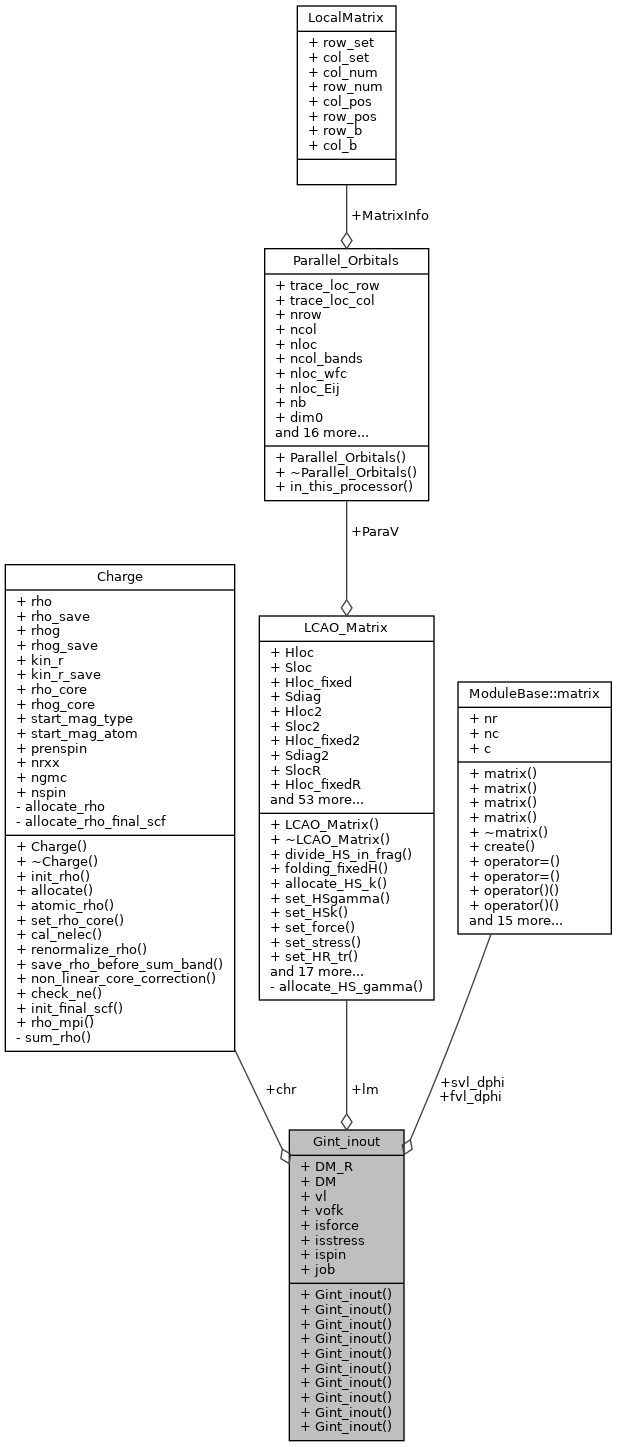 LocalMatrix
+ row_set
+ col_set
+ col_num
+ row_num
+ col_pos
+ row_pos
+ row_b
+ col_b
+MatrixInfo
Parallel_Orbitals
+ trace_loc_row
+ trace_loc_col
+ nrow
+ ncol
+ nloc
+ ncol_bands
+ nloc_wfc
+ nloc_Eij
+ nb
+ dim0
and 16 more...
+ Parallel_Orbitals()
+ ~Parallel_Orbitals()
+ in_this_processor()
+ParaV
Charge
+ rho
+ rho_save
+ rhog
+ rhog_save
+ kin_r
+ kin_r_save
+ rho_core
+ rhog_core
+ start_mag_type
+ start_mag_atom
+ prenspin
+ nrxx
+ ngmc
+ nspin
- allocate_rho
- allocate_rho_final_scf
+ Charge()
+ ~Charge()
+ init_rho()
+ allocate()
+ atomic_rho()
+ set_rho_core()
+ cal_nelec()
+ renormalize_rho()
+ save_rho_before_sum_band()
+ non_linear_core_correction()
+ check_ne()
+ init_final_scf()
+ rho_mpi()
- sum_rho()
LCAO_Matrix
+ Hloc
+ Sloc
+ Hloc_fixed
+ Sdiag
+ Hloc2
+ Sloc2
+ Hloc_fixed2
+ Sdiag2
+ SlocR
+ Hloc_fixedR
and 53 more...
+ LCAO_Matrix()
+ ~LCAO_Matrix()
+ divide_HS_in_frag()
+ folding_fixedH()
+ allocate_HS_k()
+ set_HSgamma()
+ set_HSk()
+ set_force()
+ set_stress()
+ set_HR_tr()
and 17 more...
- allocate_HS_gamma()
ModuleBase::matrix
+ nr
+ nc
+ c
+ matrix()
+ matrix()
+ matrix()
+ matrix()
+ ~matrix()
+ create()
+ operator=()
+ operator=()
+ operator()()
+ operator()()
and 15 more...
+chr
+lm
+svl_dphi
+fvl_dphi
Gint_inout
+ DM_R
+ DM
+ vl
+ vofk
+ isforce
+ isstress
+ ispin
+ job
+ Gint_inout()
+ Gint_inout()
+ Gint_inout()
+ Gint_inout()
+ Gint_inout()
+ Gint_inout()
+ Gint_inout()
+ Gint_inout()
+ Gint_inout()
+ Gint_inout()